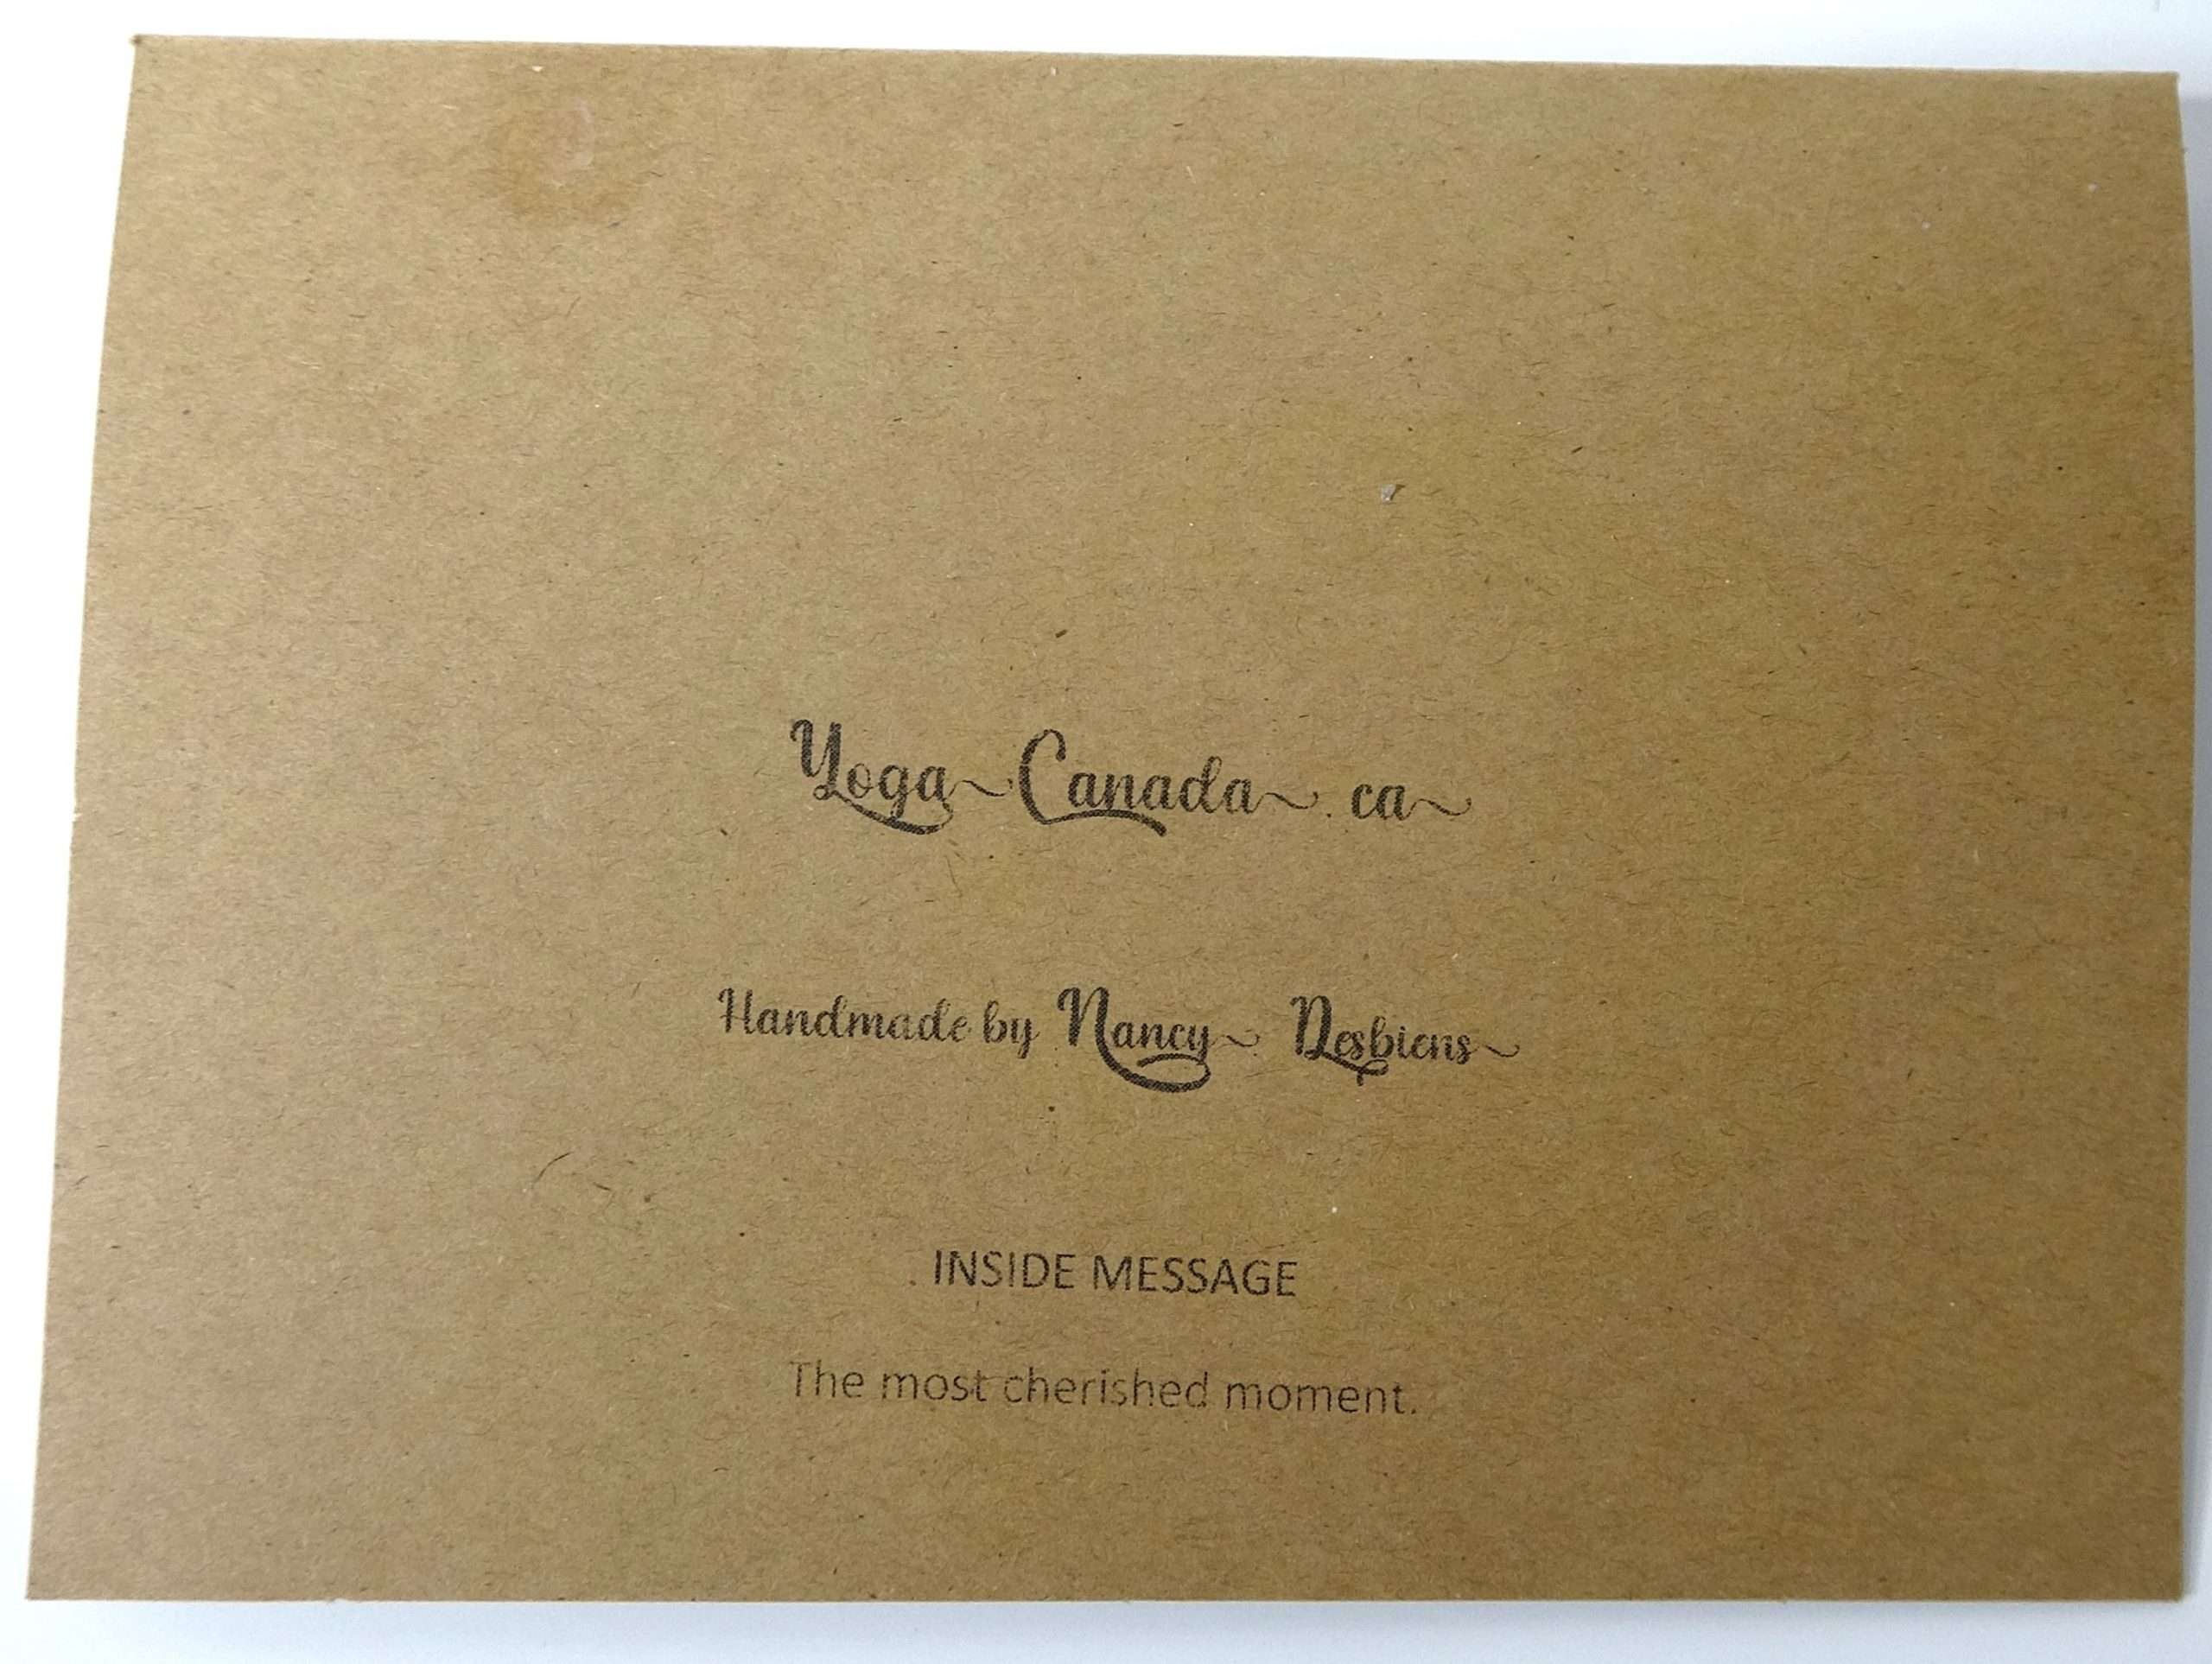 Yoga Canada . ca
Handmade by Nancy Desbiens
. INSIDE MESSAGE
The most cherished moment.